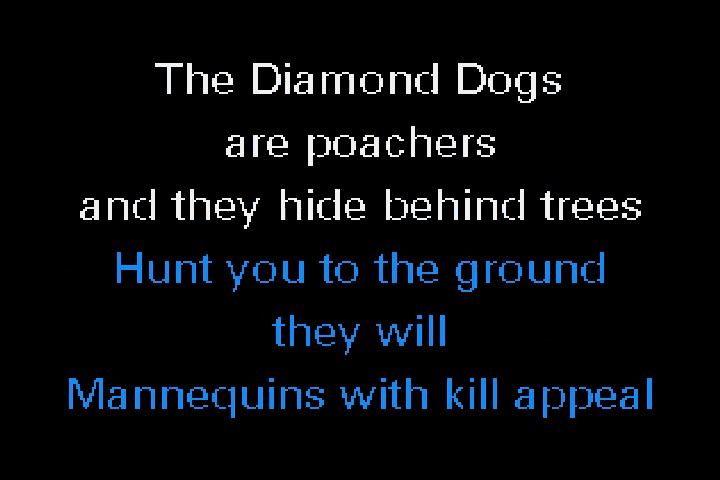 The Diamond Dogs
are poachers
and they hide behind trees
Hunt you to the ground
they will
Mannequins with kill appeal